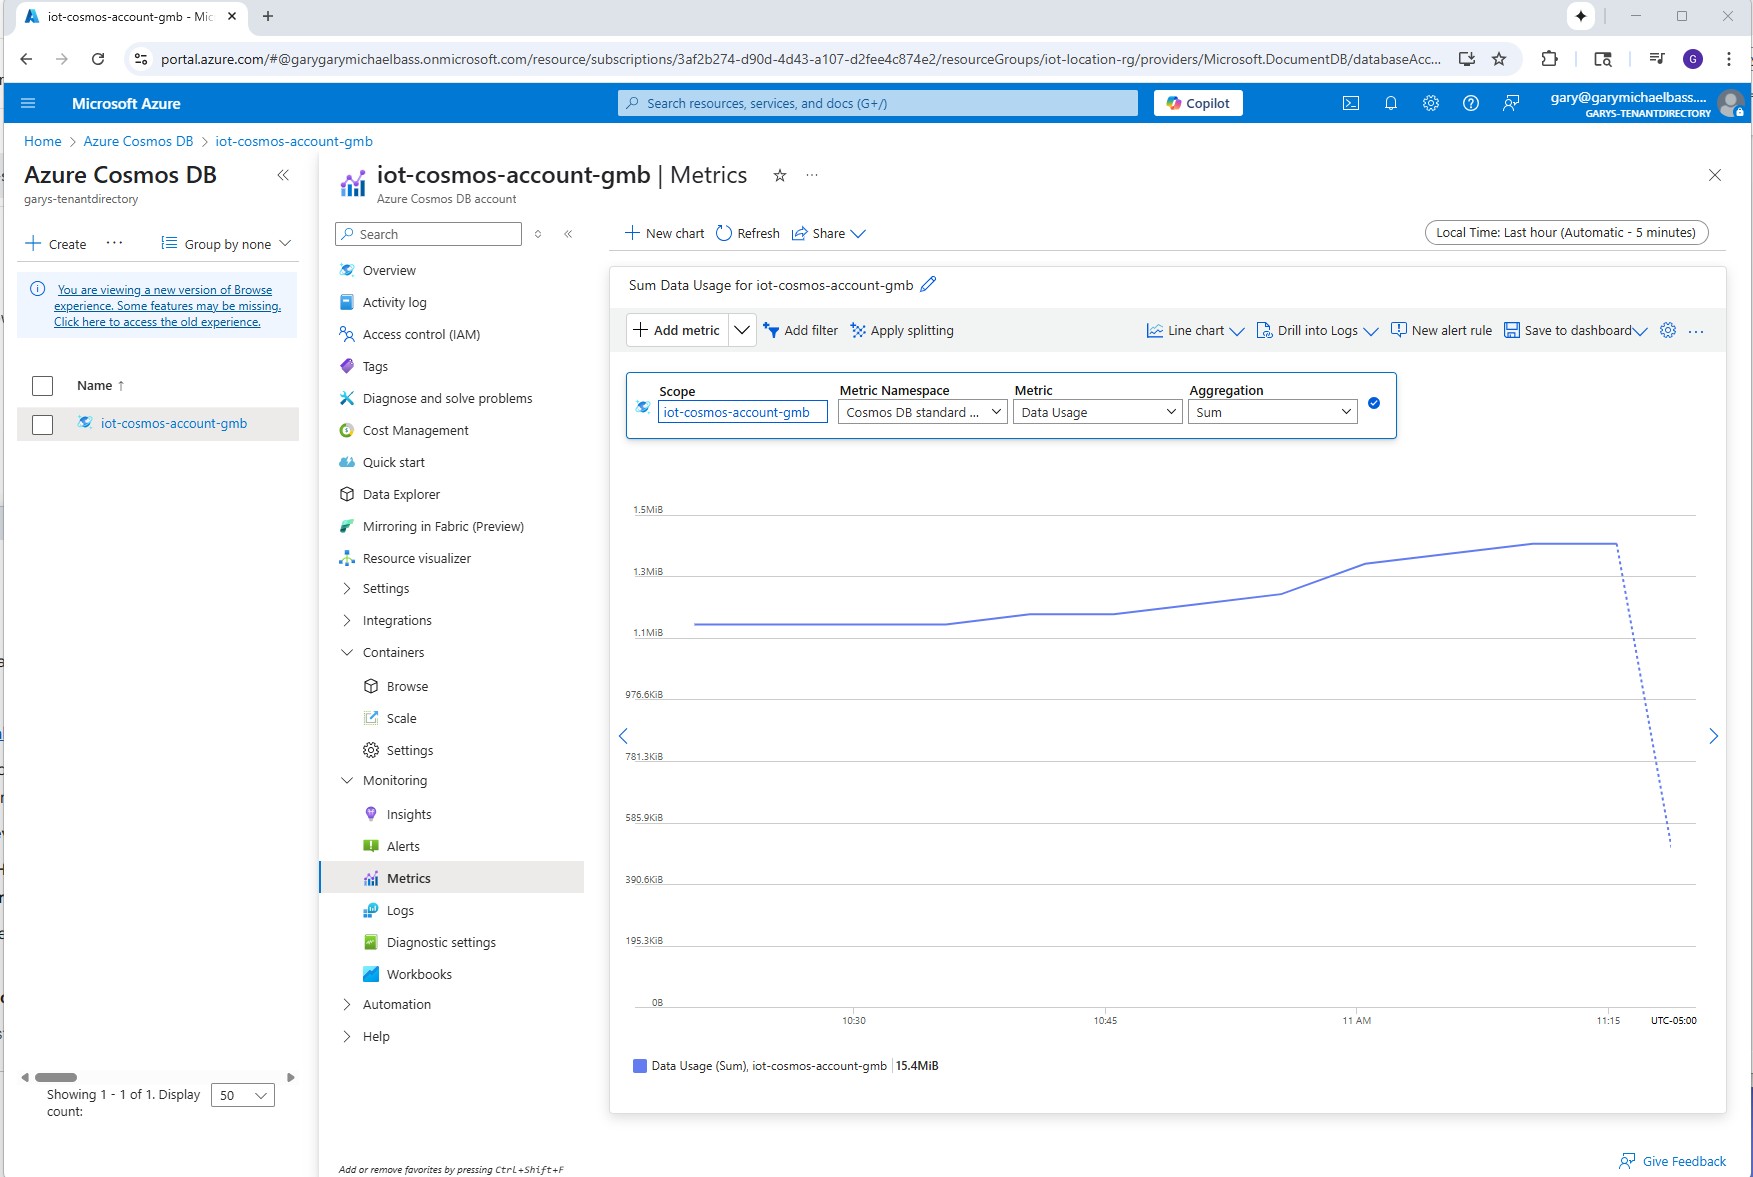 iot-cosmos-account-gmb - Mic
portal.azure.com/#@garygarymichaelbass.onmicrosoft.com/resource/subscriptions/3af2b274-d90d-4d43-a107-d2fee4c874e2/resourceGroups/iot-location-rg/providers/Microsoft.DocumentDB/databaseAcc...
G
Microsoft Azure
Search resources, services, and docs (G+/)
Copilot
gary@garymichaelbass....
GARYS-TENANTDIRECTORY
Home > Azure Cosmos DB > iot-cosmos-account-gmb
Azure Cosmos DB
garys-tenantdirectory
Create
Group by none
You are viewing a new version of Browse
experience. Some features may be missing.
Click here to access the old experience.
Name ↑
iot-cosmos-account-gmb
Showing 1 - 1 of 1. Display
count:
50
iot-cosmos-account-gmb | Metrics
Azure Cosmos DB account
Search
Overview
Activity log
Access control (IAM)
Tags
Diagnose and solve problems
Cost Management
Quick start
Data Explorer
Mirroring in Fabric (Preview)
Resource visualizer
Settings
Integrations
Containers
Browse
Scale
Settings
Monitoring
Insights
Alerts
Metrics
Logs
Diagnostic settings
Workbooks
Automation
Help
Add or remove favorites by pressing Ctrl+Shift+F
New chart
Refresh
Share
Local Time: Last hour (Automatic - 5 minutes)
Sum Data Usage for iot-cosmos-account-gmb
Add metric
Add filter
Apply splitting
Line chart
Drill into Logs
New alert rule
Save to dashboard
Scope
iot-cosmos-account-gmb
Metric Namespace
Cosmos DB standard ...
Metric
Data Usage
Aggregation
Sum
1.5MiB
1.3MiB
1.1MiB
976.6KiB
781.3KiB
585.9KiB
390.6KiB
195.3KiB
0B
10:30
10:45
11 AM
11:15
UTC-05:00
Data Usage (Sum), iot-cosmos-account-gmb | 15.4MiB
Give Feedback